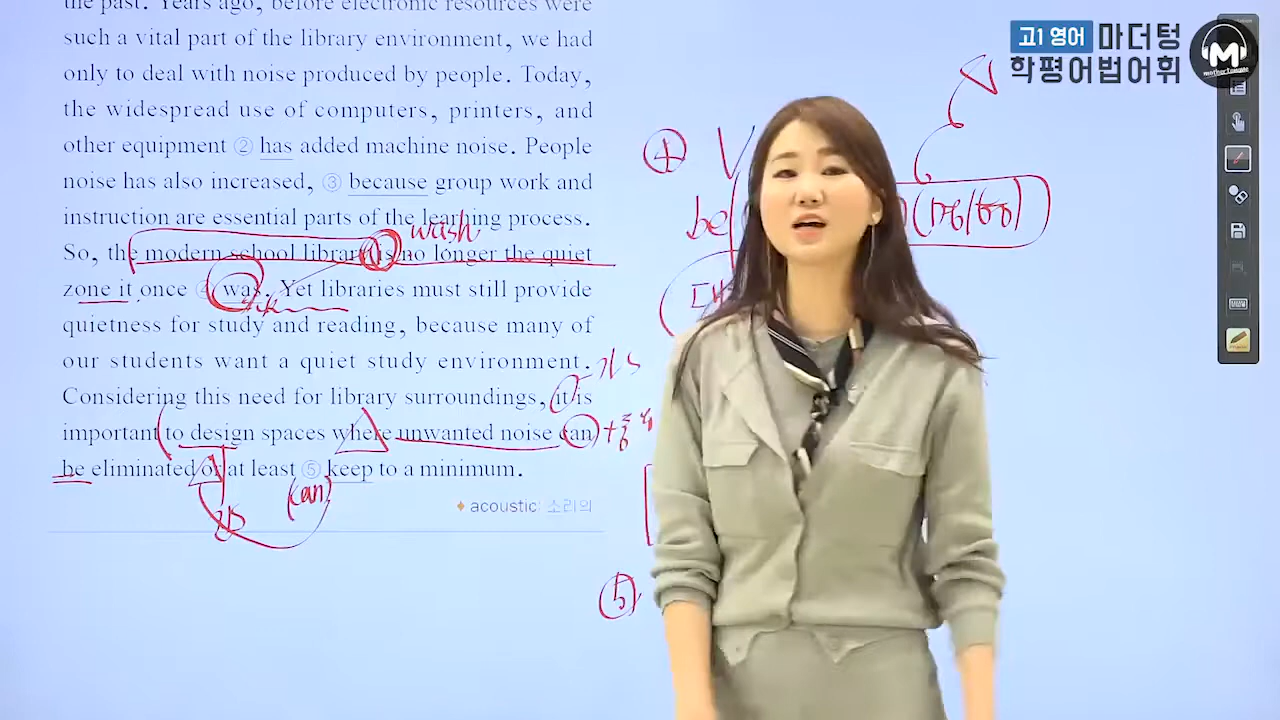 the past. Years ago, before electronic resources were
such a vital part of the library environment, we had
only to deal with noise produced by people. Today,
the widespread use of computers, printers, and
other equipment ② has added machine noise. People
noise has also increased, ③ because group work and
instruction are essential parts of the learning process.
So, the modern school library is no longer the quiet
zone it once ④ was. Yet libraries must still provide
quietness for study and reading, because many of
our students want a quiet study environment.
Considering this need for library surroundings, it is
important to design spaces where unwanted noise can
be eliminated or at least ⑤ keep to a minimum.
◆ acoustic: 소리의
(can)
④ V
be
⑤
고1 영어 마더텅
학평어법어휘
M
mothertongue